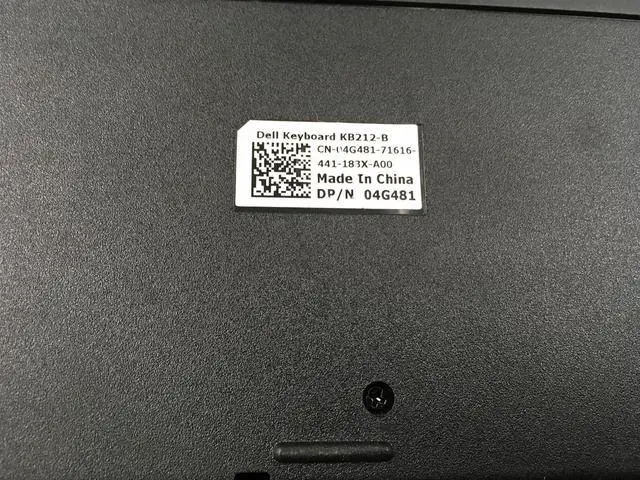 Dell Keyboard KB212-B
CN-04G481-71616-
441-183X-A00
Made In China
DP/N 04G481